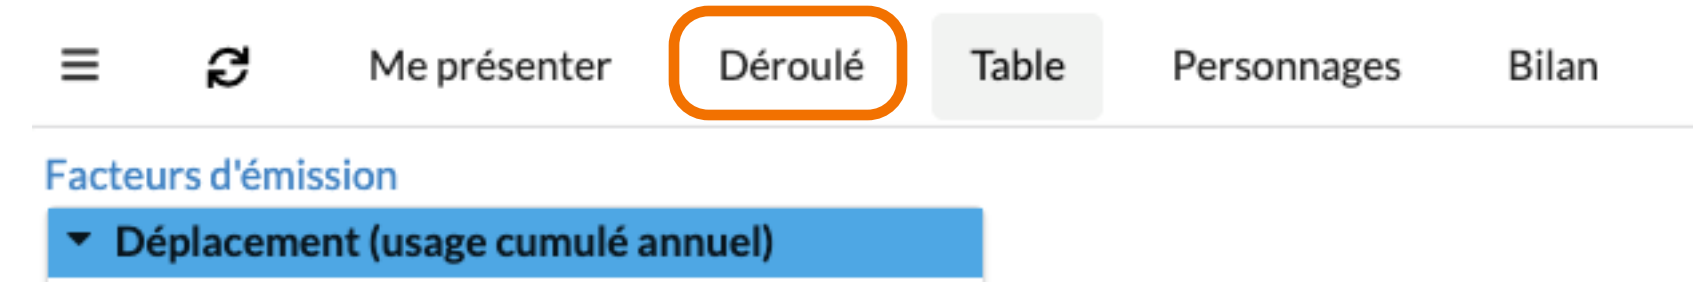 Me présenter Déroulé Table Personnages Bilan
Facteurs d'émission
Déplacement (usage cumulé annuel)